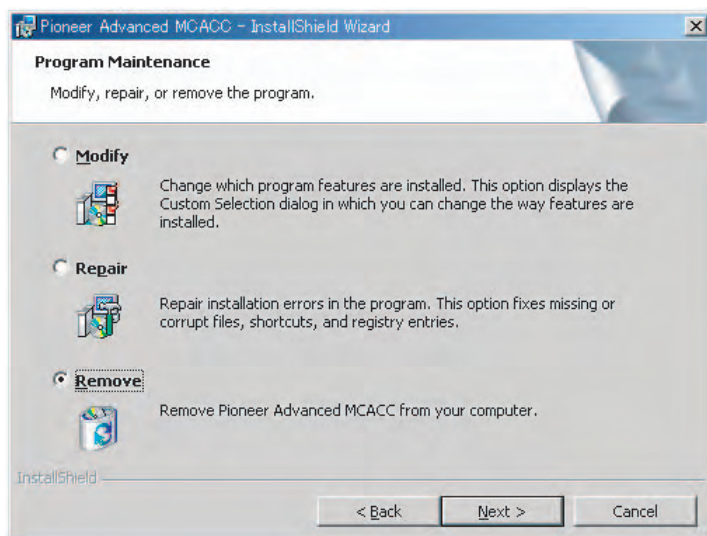 Pioneer Advanced MCACC - InstallShield Wizard
Program Maintenance
Modify, repair, or remove the program.
Modify
Change which program features are installed. This option displays the
Custom Selection dialog in which you can change the way features are
installed.
Repair
Repair installation errors in the program. This option fixes missing or
corrupt files, shortcuts, and registry entries.
Remove
Remove Pioneer Advanced MCACC from your computer.
InstallShield
< Back
Next >
Cancel